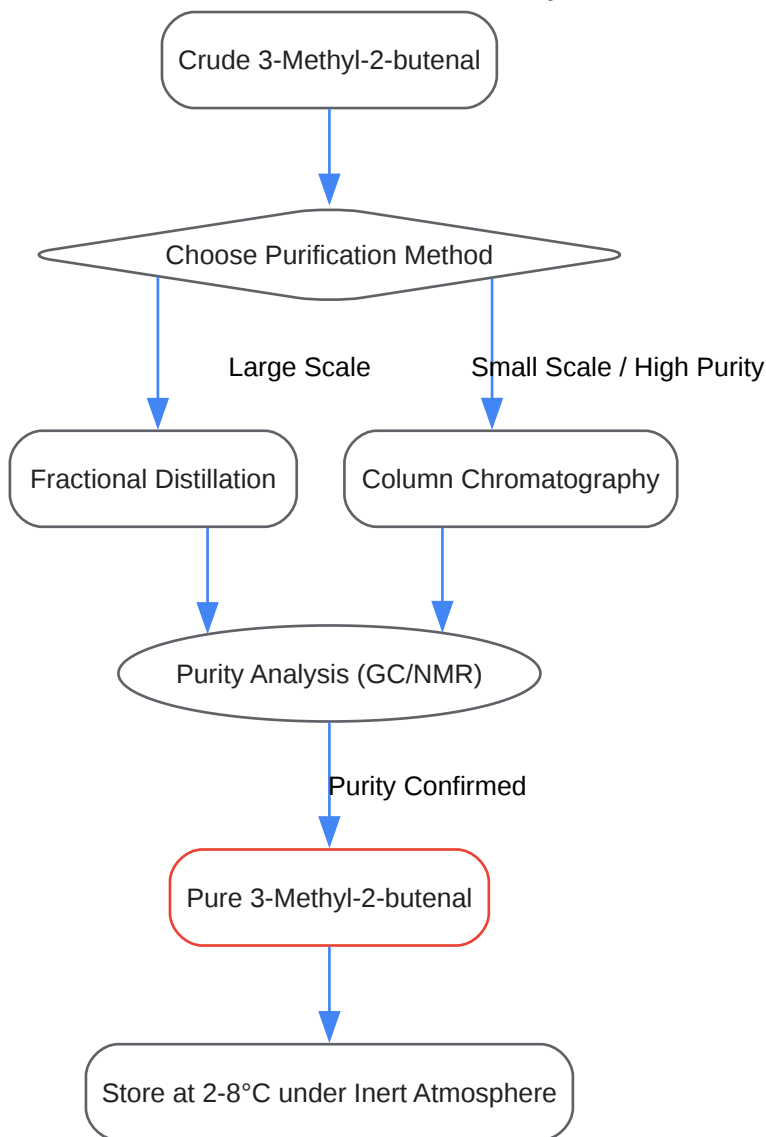 Crude 3-Methyl-2-butenal
Choose Purification Method
Large Scale
Small Scale / High Purity
Fractional Distillation
Column Chromatography
Purity Analysis (GC/NMR)
Purity Confirmed
Pure 3-Methyl-2-butenal
Store at 2-8°C under Inert Atmosphere